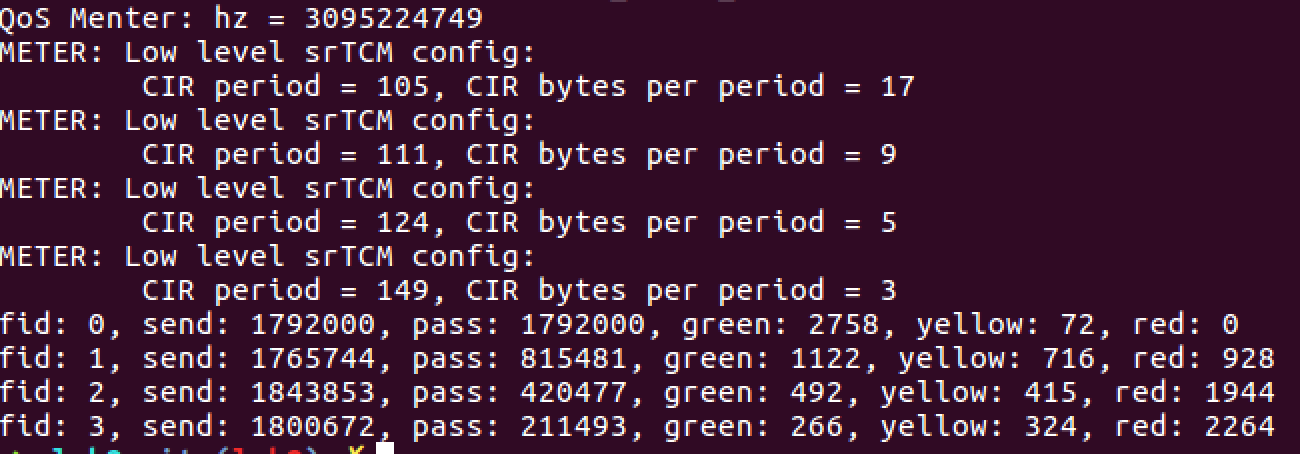 QoS Menter: hz = 3095224749
METER: Low level srTCM config:
CIR period = 105, CIR bytes per period = 17
METER: Low level srTCM config:
CIR period = 111, CIR bytes per period = 9
METER: Low level srTCM config:
CIR period = 124, CIR bytes per period = 5
METER: Low level srTCM config:
CIR period = 149, CIR bytes per period = 3
fid: 0, send: 1792000, pass: 1792000, green: 2758, yellow: 72, red: 0
fid: 1, send: 1765744, pass: 815481, green: 1122, yellow: 716, red: 928
fid: 2, send: 1843853, pass: 420477, green: 492, yellow: 415, red: 1944
fid: 3, send: 1800672, pass: 211493, green: 266, yellow: 324, red: 2264